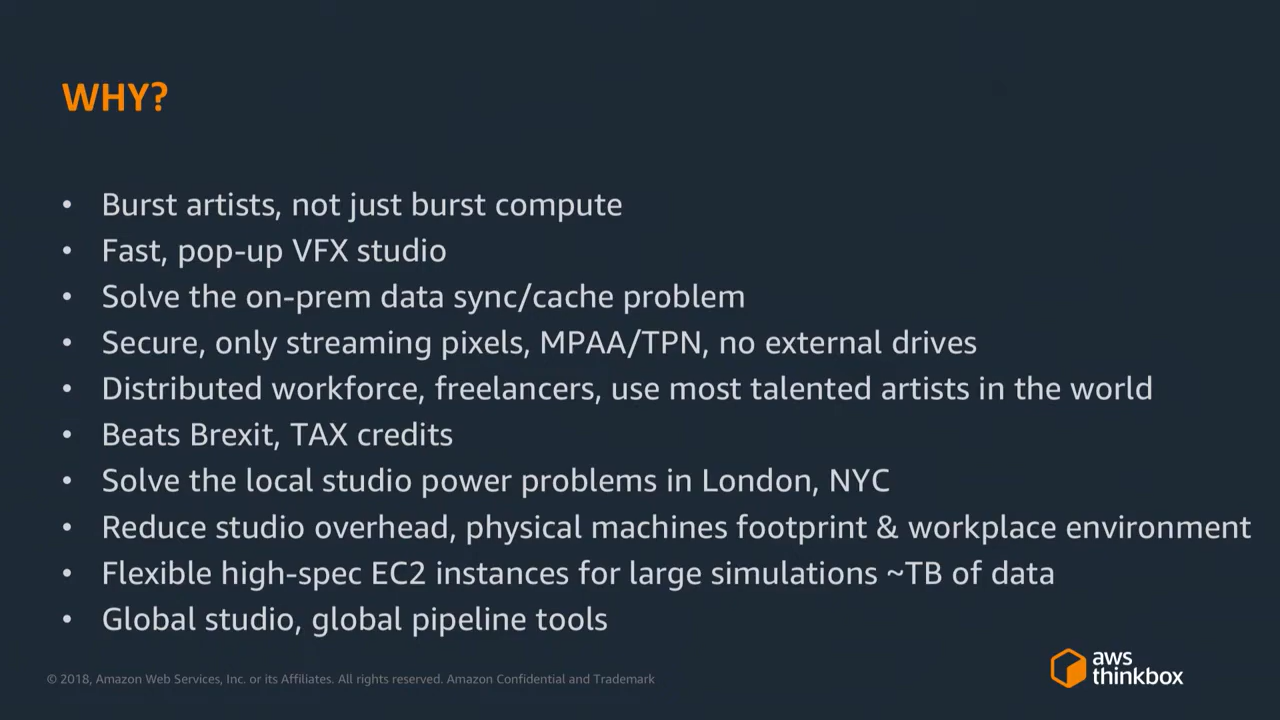 WHY?
• Burst artists, not just burst compute
• Fast, pop-up VFX studio
• Solve the on-prem data sync/cache problem
• Secure, only streaming pixels, MPAA/TPN, no external drives
• Distributed workforce, freelancers, use most talented artists in the world
• Beats Brexit, TAX credits
• Solve the local studio power problems in London, NYC
• Reduce studio overhead, physical machines footprint & workplace environment
• Flexible high-spec EC2 instances for large simulations ~TB of data
• Global studio, global pipeline tools
© 2018, Amazon Web Services, Inc. or its Affiliates. All rights reserved. Amazon Confidential and Trademark
aws
thinkbox